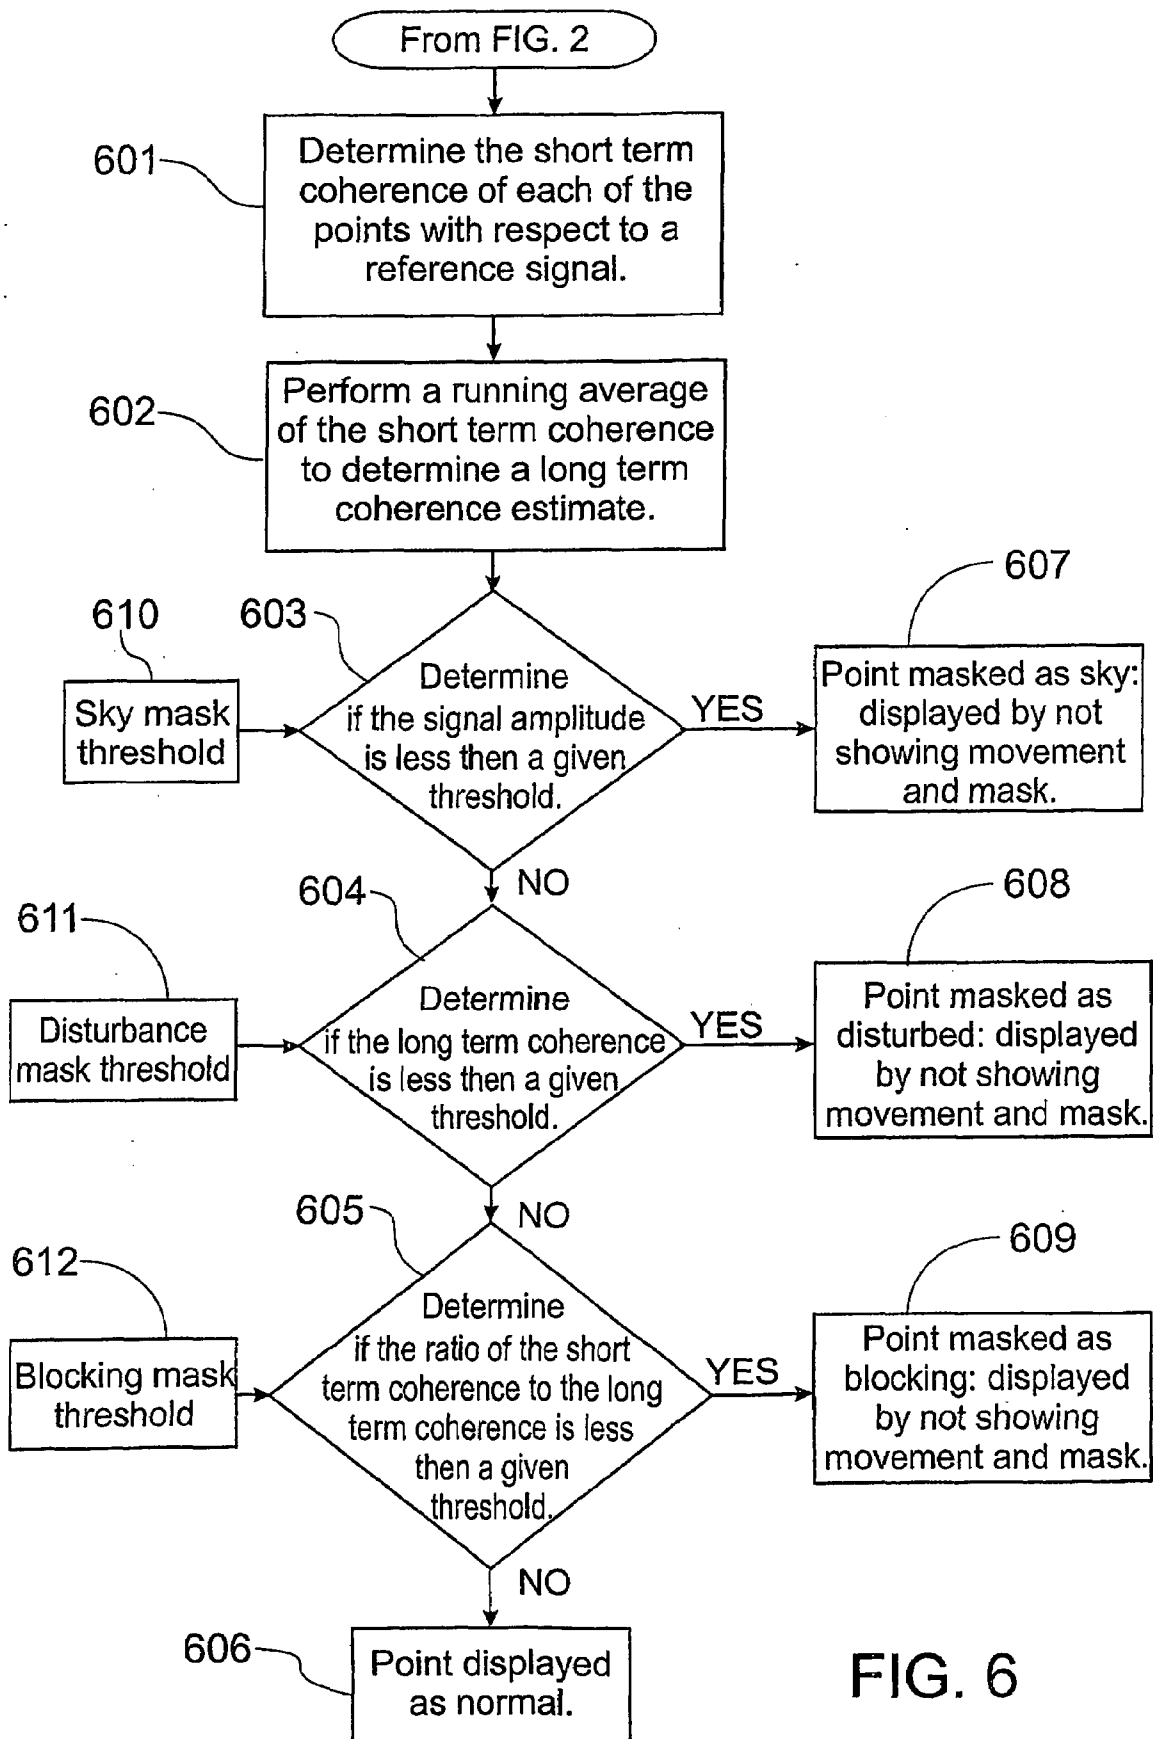 From FIG. 2
601
Determine the short term
coherence of each of the
points with respect to a
reference signal.
602
Perform a running average
of the short term coherence
to determine a long term
coherence estimate.
610
Sky mask
threshold
603
Determine
if the signal amplitude
is less then a given
threshold.
YES
607
Point masked as sky:
displayed by not
showing movement
and mask.
NO
611
Disturbance
mask threshold
604
Determine
if the long term coherence
is less then a given
threshold.
YES
608
Point masked as
disturbed: displayed
by not showing
movement and mask.
NO
612
Blocking mask
threshold
605
Determine
if the ratio of the short
term coherence to the long
term coherence is less
then a given
threshold.
YES
609
Point masked as
blocking: displayed
by not showing
movement and mask.
NO
606
Point displayed
as normal.
FIG. 6